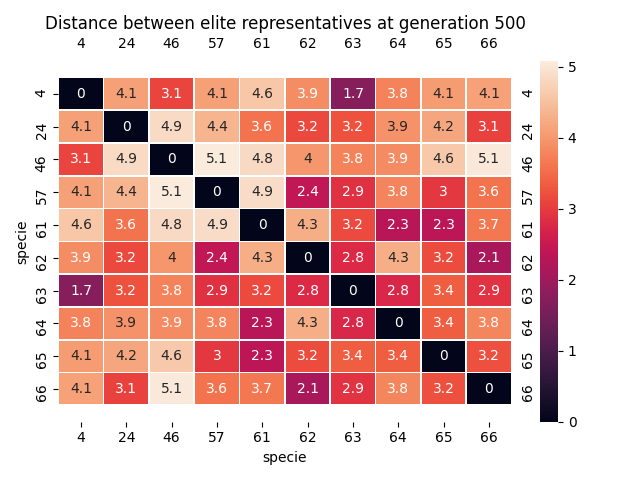 Distance between elite representatives at generation 500
4 24 46 57 61 62 63 64 65 66
4 0 4.1 3.1 4.1 4.6 3.9 1.7 3.8 4.1 4.1 4
24 4.1 0 4.9 4.4 3.6 3.2 3.2 3.9 4.2 3.1 24
46 3.1 4.9 0 5.1 4.8 4 3.8 3.9 4.6 5.1 46
57 4.1 4.4 5.1 0 4.9 2.4 2.9 3.8 3 3.6 57
61 4.6 3.6 4.8 4.9 0 4.3 3.2 2.3 2.3 3.7 61
62 3.9 3.2 4 2.4 4.3 0 2.8 4.3 3.2 2.1 62
63 1.7 3.2 3.8 2.9 3.2 2.8 0 2.8 3.4 2.9 63
64 3.8 3.9 3.9 3.8 2.3 4.3 2.8 0 3.4 3.8 64
65 4.1 4.2 4.6 3 2.3 3.2 3.4 3.4 0 3.2 65
66 4.1 3.1 5.1 3.6 3.7 2.1 2.9 3.8 3.2 0 66
4 24 46 57 61 62 63 64 65 66
specie
specie
5
4
3
2
1
0